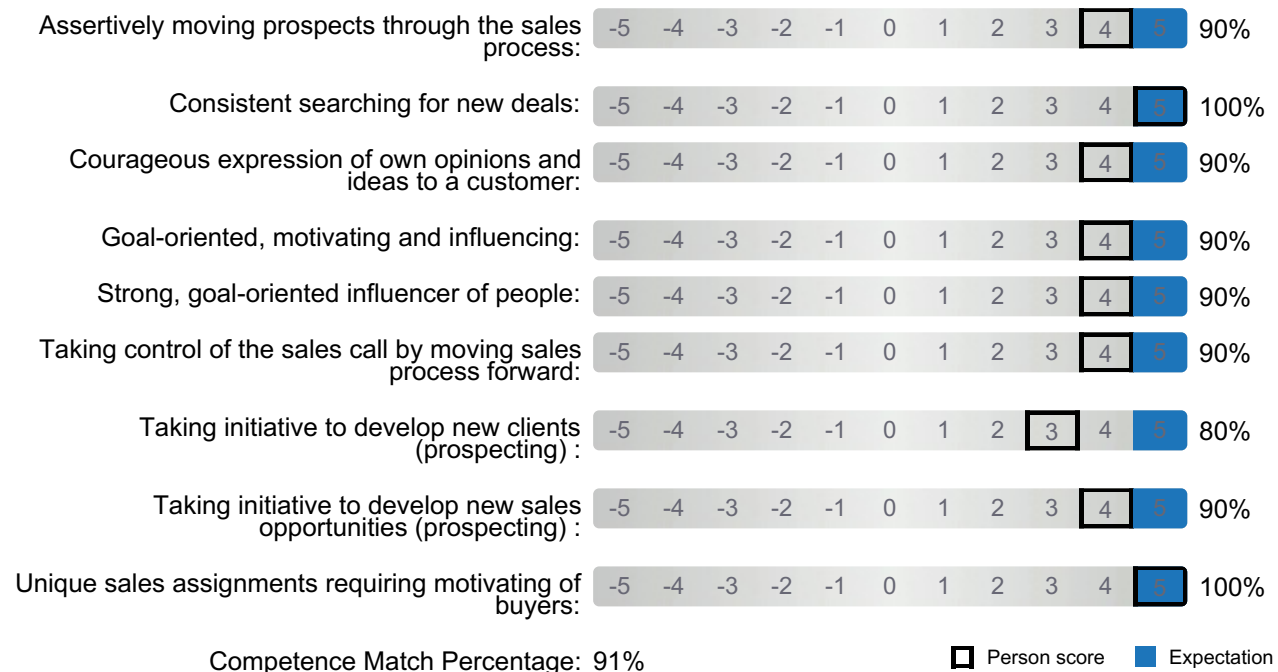 Assertively moving prospects through the sales
process:
-5 -4 -3 -2 -1 0 1 2 3 4 5 90%
Consistent searching for new deals:
-5 -4 -3 -2 -1 0 1 2 3 4 5 100%
Courageous expression of own opinions and
ideas to a customer:
-5 -4 -3 -2 -1 0 1 2 3 4 5 90%
Goal-oriented, motivating and influencing:
-5 -4 -3 -2 -1 0 1 2 3 4 5 90%
Strong, goal-oriented influencer of people:
-5 -4 -3 -2 -1 0 1 2 3 4 5 90%
Taking control of the sales call by moving sales
process forward:
-5 -4 -3 -2 -1 0 1 2 3 4 5 90%
Taking initiative to develop new clients
(prospecting) :
-5 -4 -3 -2 -1 0 1 2 3 4 5 80%
Taking initiative to develop new sales
opportunities (prospecting) :
-5 -4 -3 -2 -1 0 1 2 3 4 5 90%
Unique sales assignments requiring motivating of
buyers:
-5 -4 -3 -2 -1 0 1 2 3 4 5 100%
Competence Match Percentage: 91%
Person score
Expectation